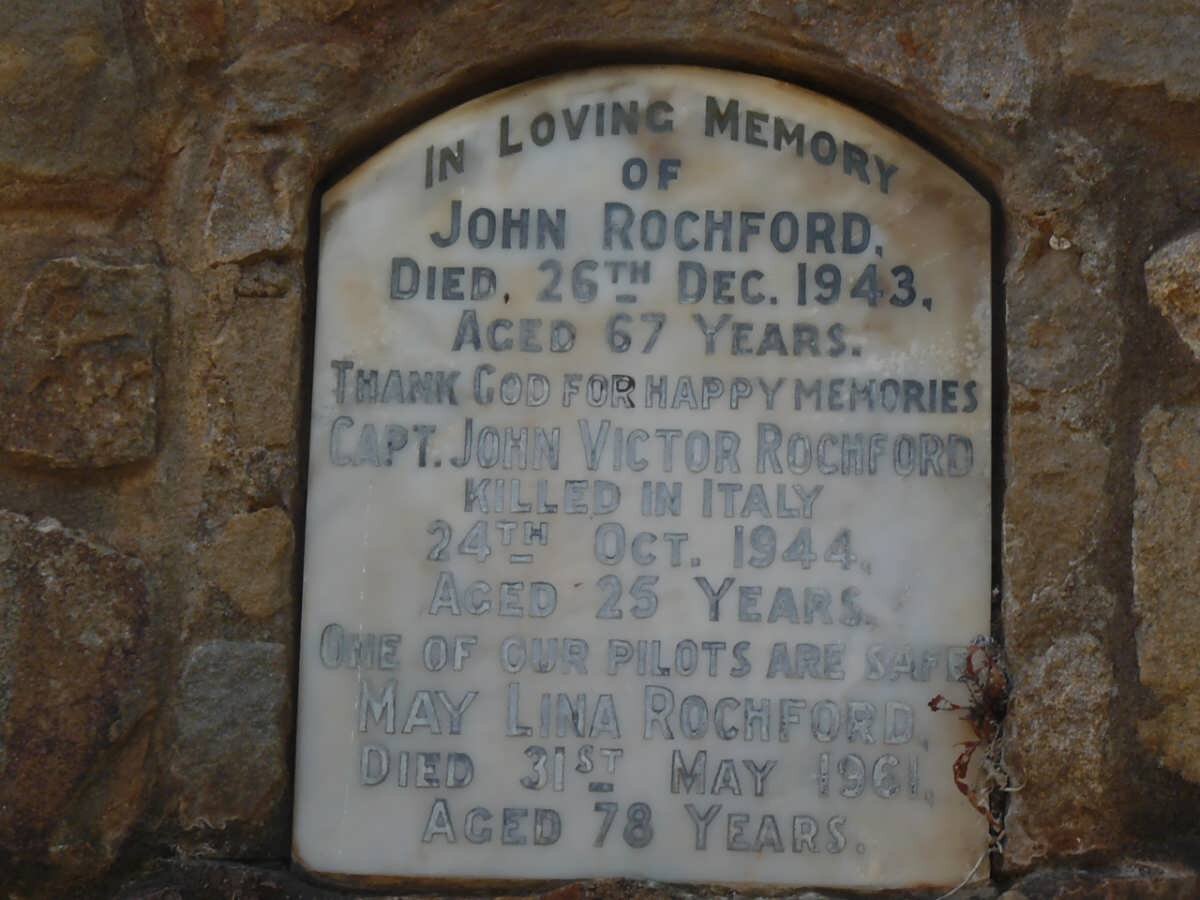 IN LOVING MEMORY
OF
JOHN ROCHFORD,
DIED, 26TH DEC. 1943,
AGED 67 YEARS.
THANK GOD FOR HAPPY MEMORIES
CAPT. JOHN VICTOR ROCHFORD
KILLED IN ITALY
24TH OCT. 1944,
AGED 25 YEARS.
ONE OF OUR PILOTS ARE SAFE
MAY LINA ROCHFORD,
DIED 31ST MAY 1961,
AGED 78 YEARS.